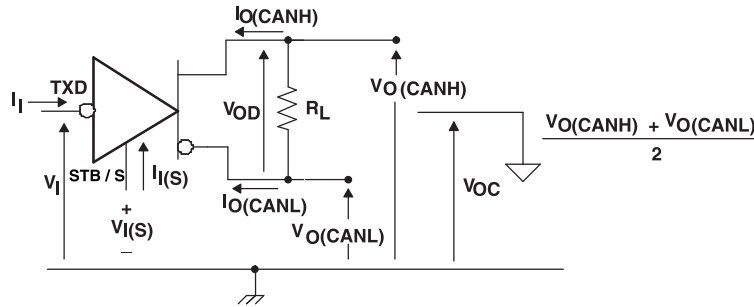 IO(CANH)
TXD
II
VO(CANH)
VOD
RL
VO(CANH) + VO(CANL)
2
STB / S
II(S)
VI
VOC
IO(CANL)
+
VI(S)
–
VO(CANL)